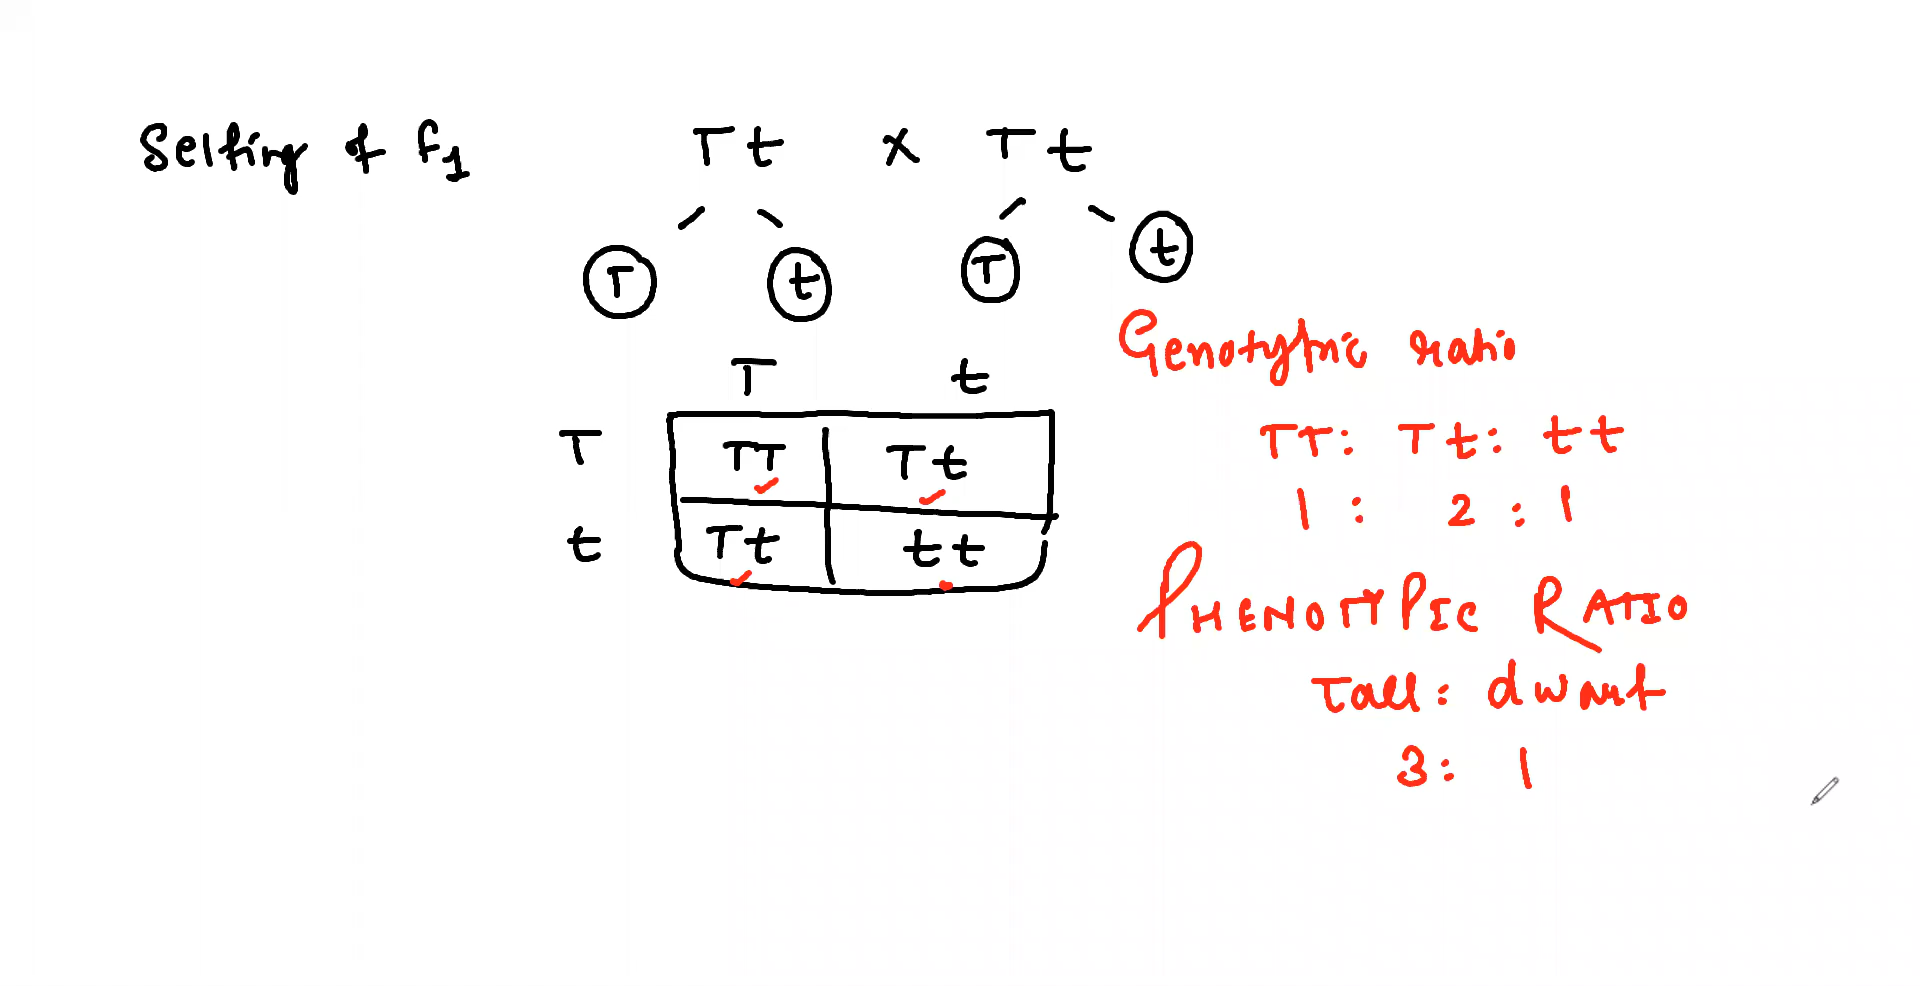 Selfing of F1 Tt x Tt
T t T t
T t
T TT Tt
t Tt tt
Genotypic ratio
TT: Tt: tt
1 : 2 : 1
PHENOTYPIC RATIO
Tall: dwarf
3: 1